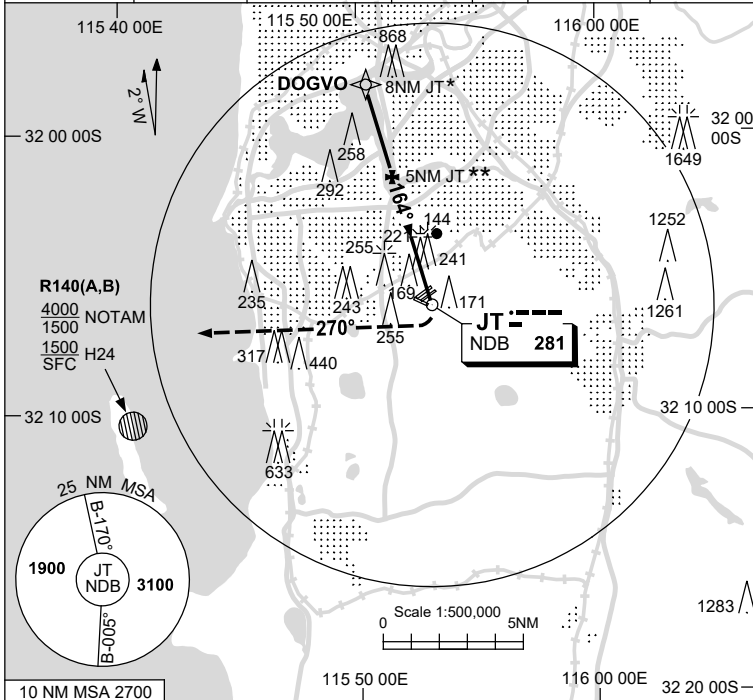 115 40 00E
115 50 00E
116 00 00E
868
DOGVO
8NM JT*
2° W
32 00 00S
32 00
00S
258
1649
292
5NM JT **
164°
144
1252
221
255
241
R140(A,B)
4000
1500
NOTAM
1500
SFC
H24
235
243
169
171
1261
255
270°
JT
NDB 281
317
440
32 10 00S
32 10 00S
633
25 NM MSA
B-170°
1900
JT
NDB
3100
B-005°
Scale 1:500,000
0
5NM
1283
10 NM MSA 2700
115 50 00E
116 00 00E
32 20 00S